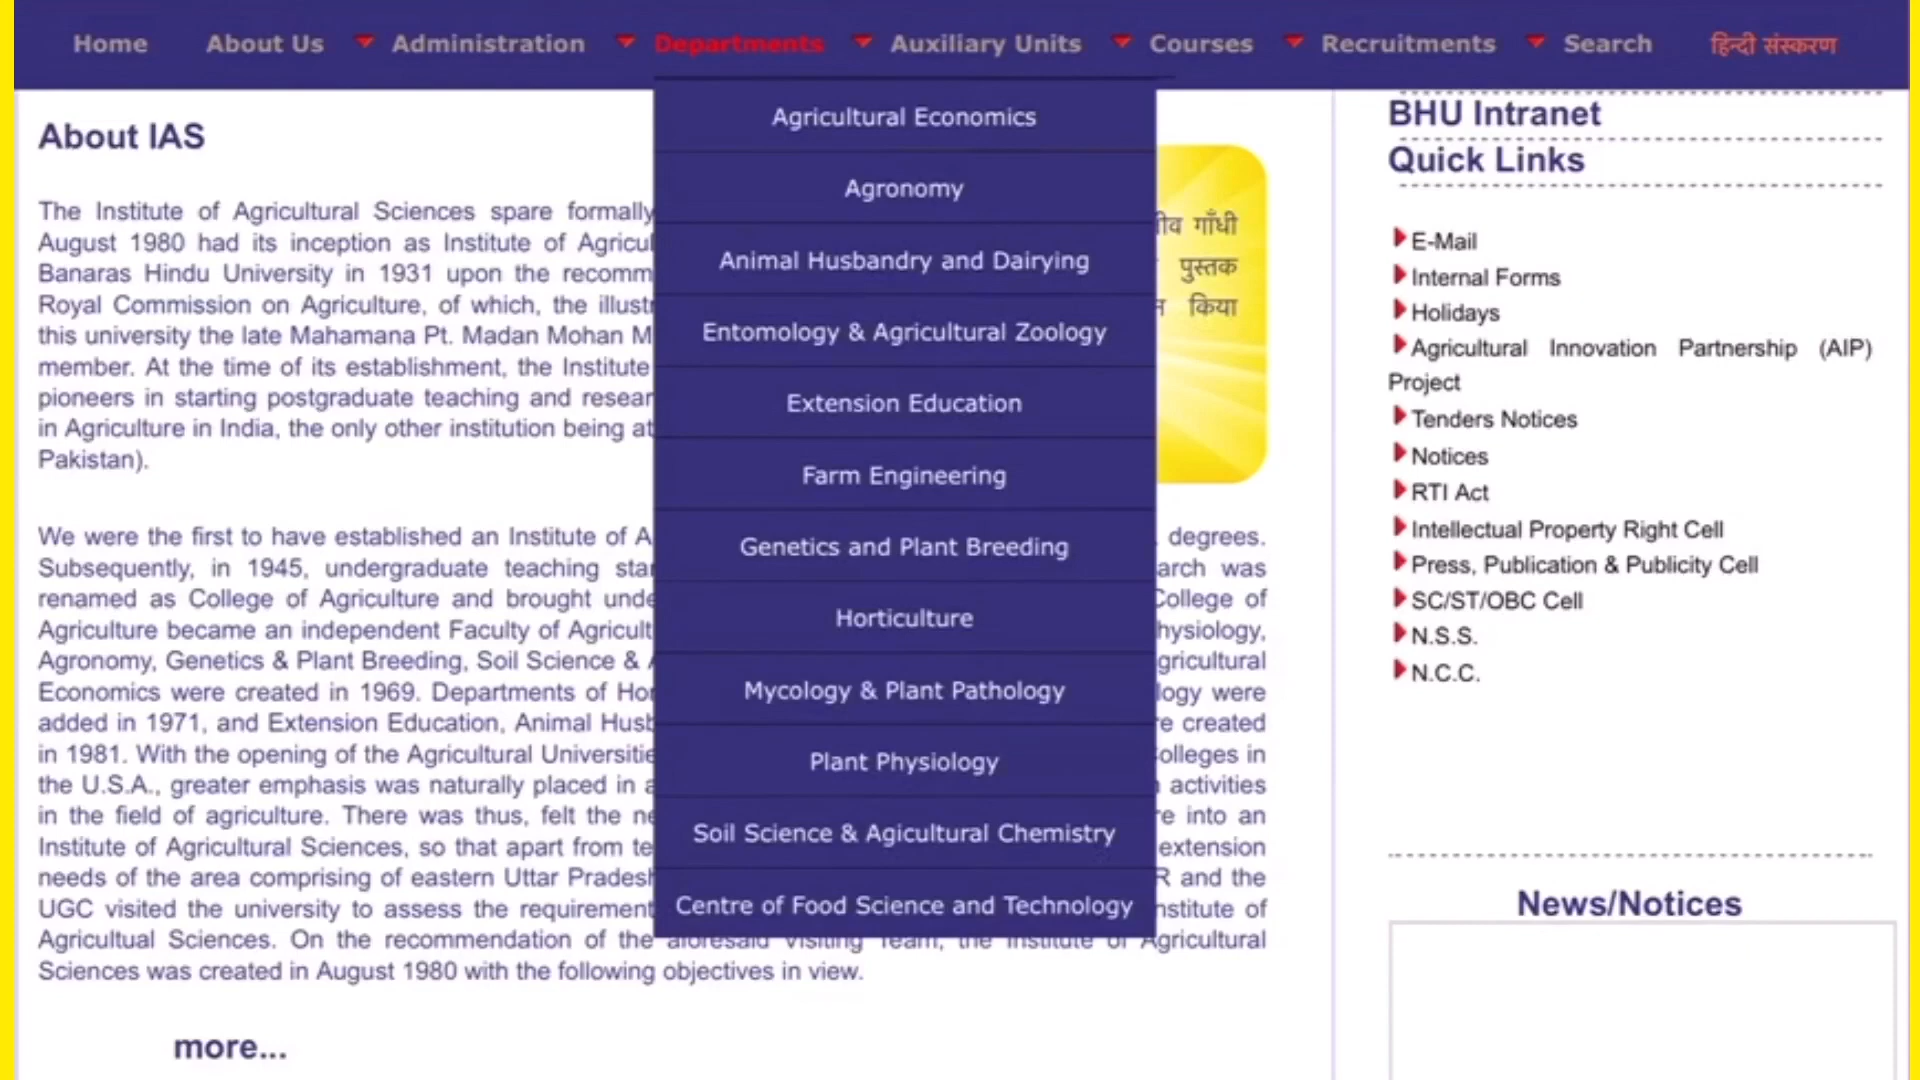 Home About Us Administration Departments Auxiliary Units Courses Recruitments Search हिन्दी संस्करण
About IAS
The Institute of Agricultural Sciences spare formally
August 1980 had its inception as Institute of Agricul
Banaras Hindu University in 1931 upon the recomm
Royal Commission on Agriculture, of which, the illust
this university the late Mahamana Pt. Madan Mohan M
member. At the time of its establishment, the Institute
pioneers in starting postgraduate teaching and resear
in Agriculture in India, the only other institution being at
Pakistan).
We were the first to have established an Institute of A
Subsequently, in 1945, undergraduate teaching star
renamed as College of Agriculture and brought unde
Agriculture became an independent Faculty of Agricult
Agronomy, Genetics & Plant Breeding, Soil Science &
Economics were created in 1969. Departments of Hor
added in 1971, and Extension Education, Animal Husb
in 1981. With the opening of the Agricultural Universitie
the U.S.A., greater emphasis was naturally placed in a
in the field of agriculture. There was thus, felt the ne
Institute of Agricultural Sciences, so that apart from te
needs of the area comprising of eastern Uttar Pradesh
UGC visited the university to assess the requirement
Agricultual Sciences. On the recommendation of the aforesaid Visiting Team, the Institute of Agricultural
Sciences was created in August 1980 with the following objectives in view.
more...
Agricultural Economics
Agronomy
Animal Husbandry and Dairying
Entomology & Agricultural Zoology
Extension Education
Farm Engineering
Genetics and Plant Breeding
Horticulture
Mycology & Plant Pathology
Plant Physiology
Soil Science & Agicultural Chemistry
Centre of Food Science and Technology
गाँधी
पुस्तक
किया
degrees.
arch was
College of
hysiology,
gricultural
logy were
re created
Colleges in
activities
re into an
extension
R and the
nstitute of
BHU Intranet
Quick Links
E-Mail
Internal Forms
Holidays
Agricultural Innovation Partnership (AIP)
Project
Tenders Notices
Notices
RTI Act
Intellectual Property Right Cell
Press, Publication & Publicity Cell
SC/ST/OBC Cell
N.S.S.
N.C.C.
News/Notices